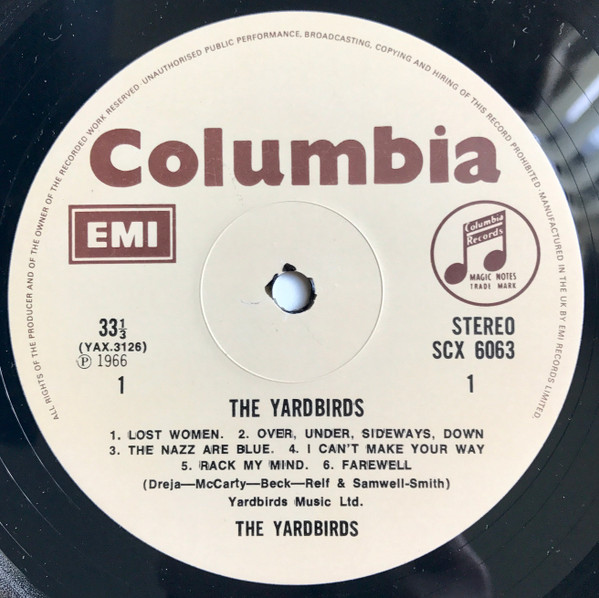 ALL RIGHTS OF THE PRODUCER AND OF THE OWNER OF THE RECORDED WORK RESERVED · UNAUTHORISED PUBLIC PERFORMANCE, BROADCASTING, COPYING AND HIRING OF THIS RECORD PROHIBITED · MANUFACTURED IN THE UK BY EMI RECORDS LIMITED.
Columbia
EMI
Columbia
Records
MAGIC NOTES
TRADE MARK
33⅓
(YAX.3126)
Ⓟ 1966
1
STEREO
SCX 6063
1
THE YARDBIRDS
1. LOST WOMEN. 2. OVER, UNDER, SIDEWAYS, DOWN
3. THE NAZZ ARE BLUE. 4. I CAN'T MAKE YOUR WAY
5. RACK MY MIND. 6. FAREWELL
(Dreja—McCarty—Beck—Relf & Samwell-Smith)
Yardbirds Music Ltd.
THE YARDBIRDS